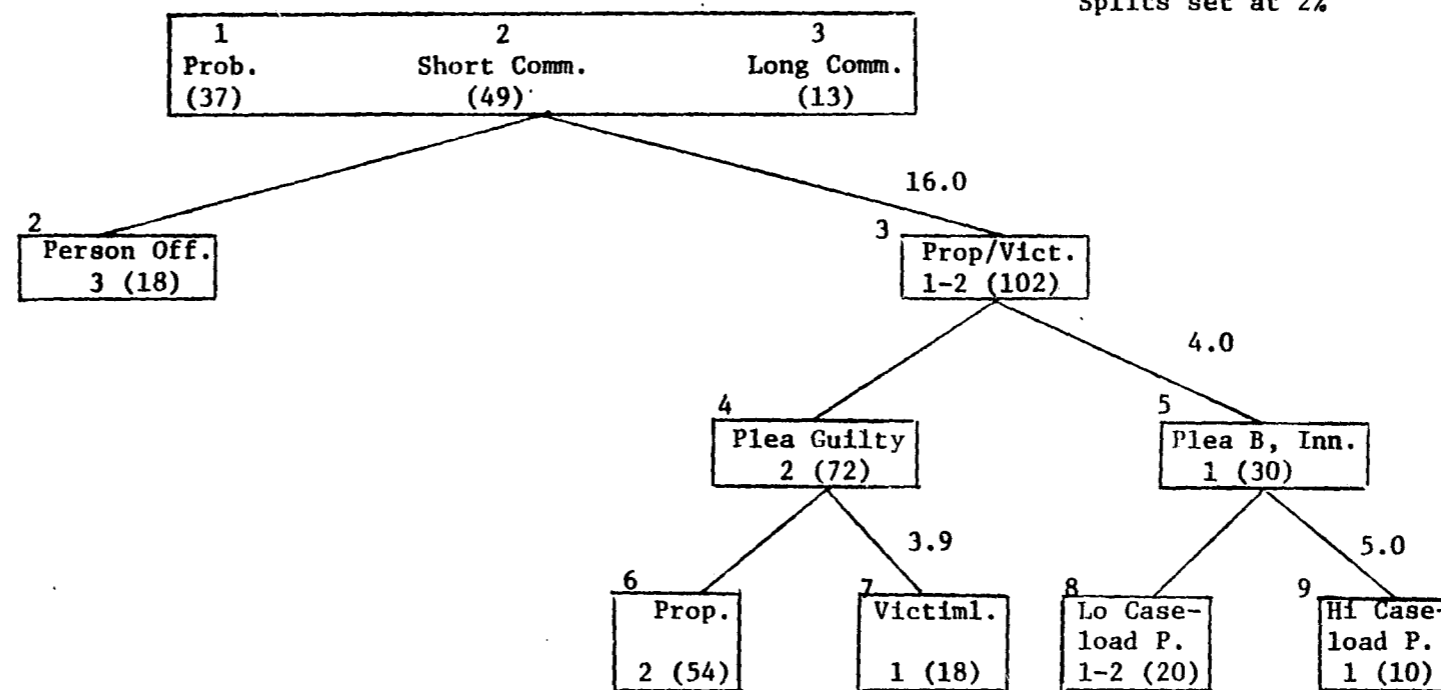 Splits set at 2%
1 2 3
Prob. Short Comm. Long Comm.
(37) (49) (13)
16.0
2 3
Person Off. Prop/Vict.
3 (18) 1-2 (102)
4.0
4 5
Plea Guilty Plea B, Inn.
2 (72) 1 (30)
3.9 5.0
6 7 8 9
Prop. Victiml. Lo Case- Hi Case-
load P. load P.
2 (54) 1 (18) 1-2 (20) 1 (10)